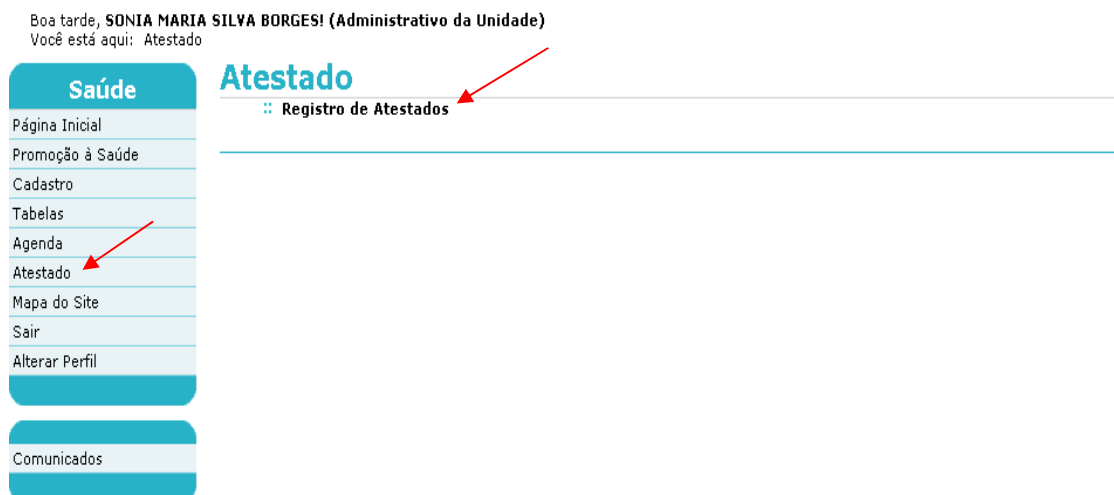 Boa tarde, SONIA MARIA SILVA BORGES! (Administrativo da Unidade)
Você está aqui: Atestado
Saúde
Página Inicial
Promoção à Saúde
Cadastro
Tabelas
Agenda
Atestado
Mapa do Site
Sair
Alterar Perfil
Comunicados
Atestado
:: Registro de Atestados